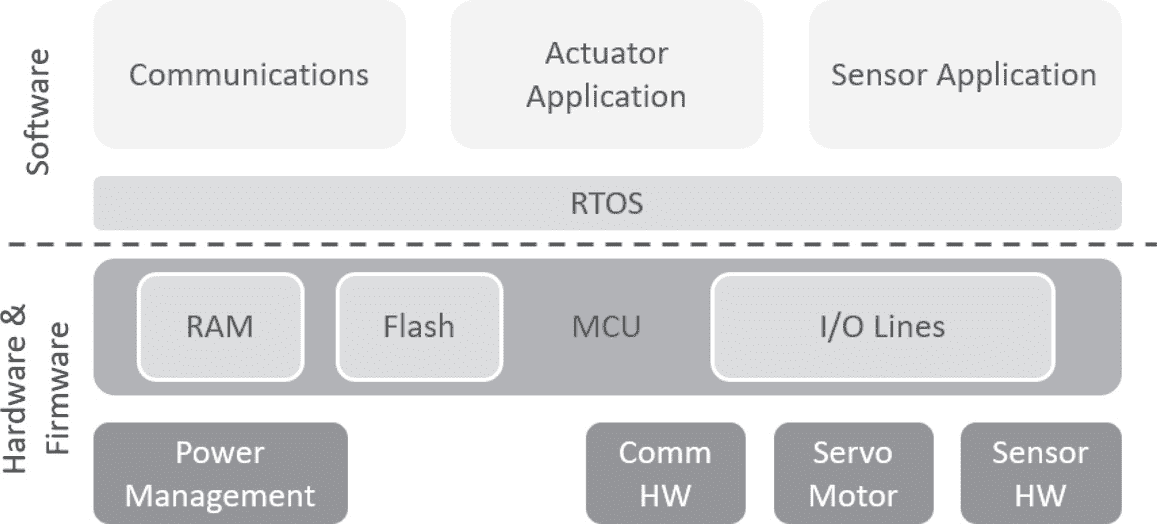 Software
Communications
Actuator
Application
Sensor Application
RTOS
Hardware &
Firmware
RAM
Flash
MCU
I/O Lines
Power
Management
Comm
HW
Servo
Motor
Sensor
HW